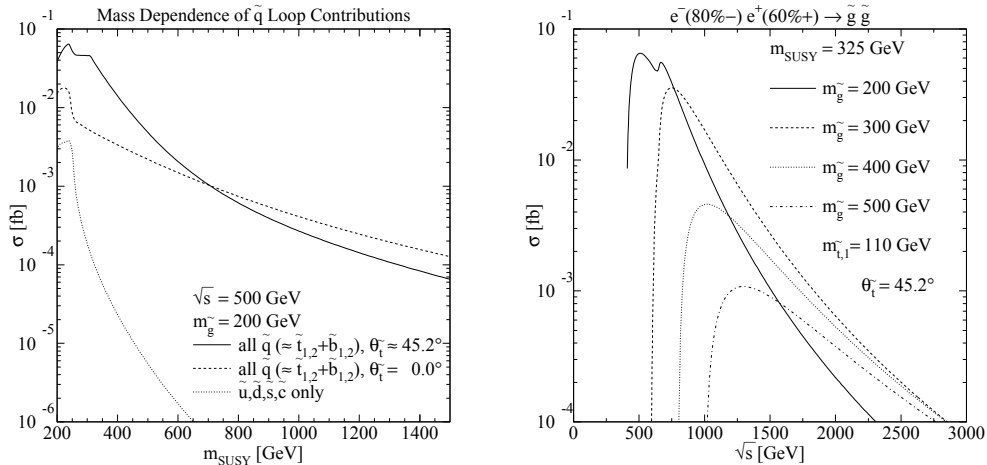 Mass Dependence of q̃ Loop Contributions
10⁻¹
10⁻²
10⁻³
10⁻⁴
10⁻⁵
10⁻⁶
σ [fb]
√s = 500 GeV
m_g̃ = 200 GeV
all q̃ (≈ t̃₁,₂+b̃₁,₂), θ_t̃ ≈ 45.2°
all q̃ (≈ t̃₁,₂+b̃₁,₂), θ_t̃ = 0.0°
ũ,d̃,s̃,c̃ only
200 400 600 800 1000 1200 1400
m_SUSY [GeV]
e⁻(80%−) e⁺(60%+) → g̃ g̃
10⁻¹
10⁻²
10⁻³
10⁻⁴
σ [fb]
m_SUSY = 325 GeV
m_g̃ = 200 GeV
m_g̃ = 300 GeV
m_g̃ = 400 GeV
m_g̃ = 500 GeV
m_t̃,1 = 110 GeV
θ_t̃ = 45.2°
0 500 1000 1500 2000 2500 3000
√s [GeV]